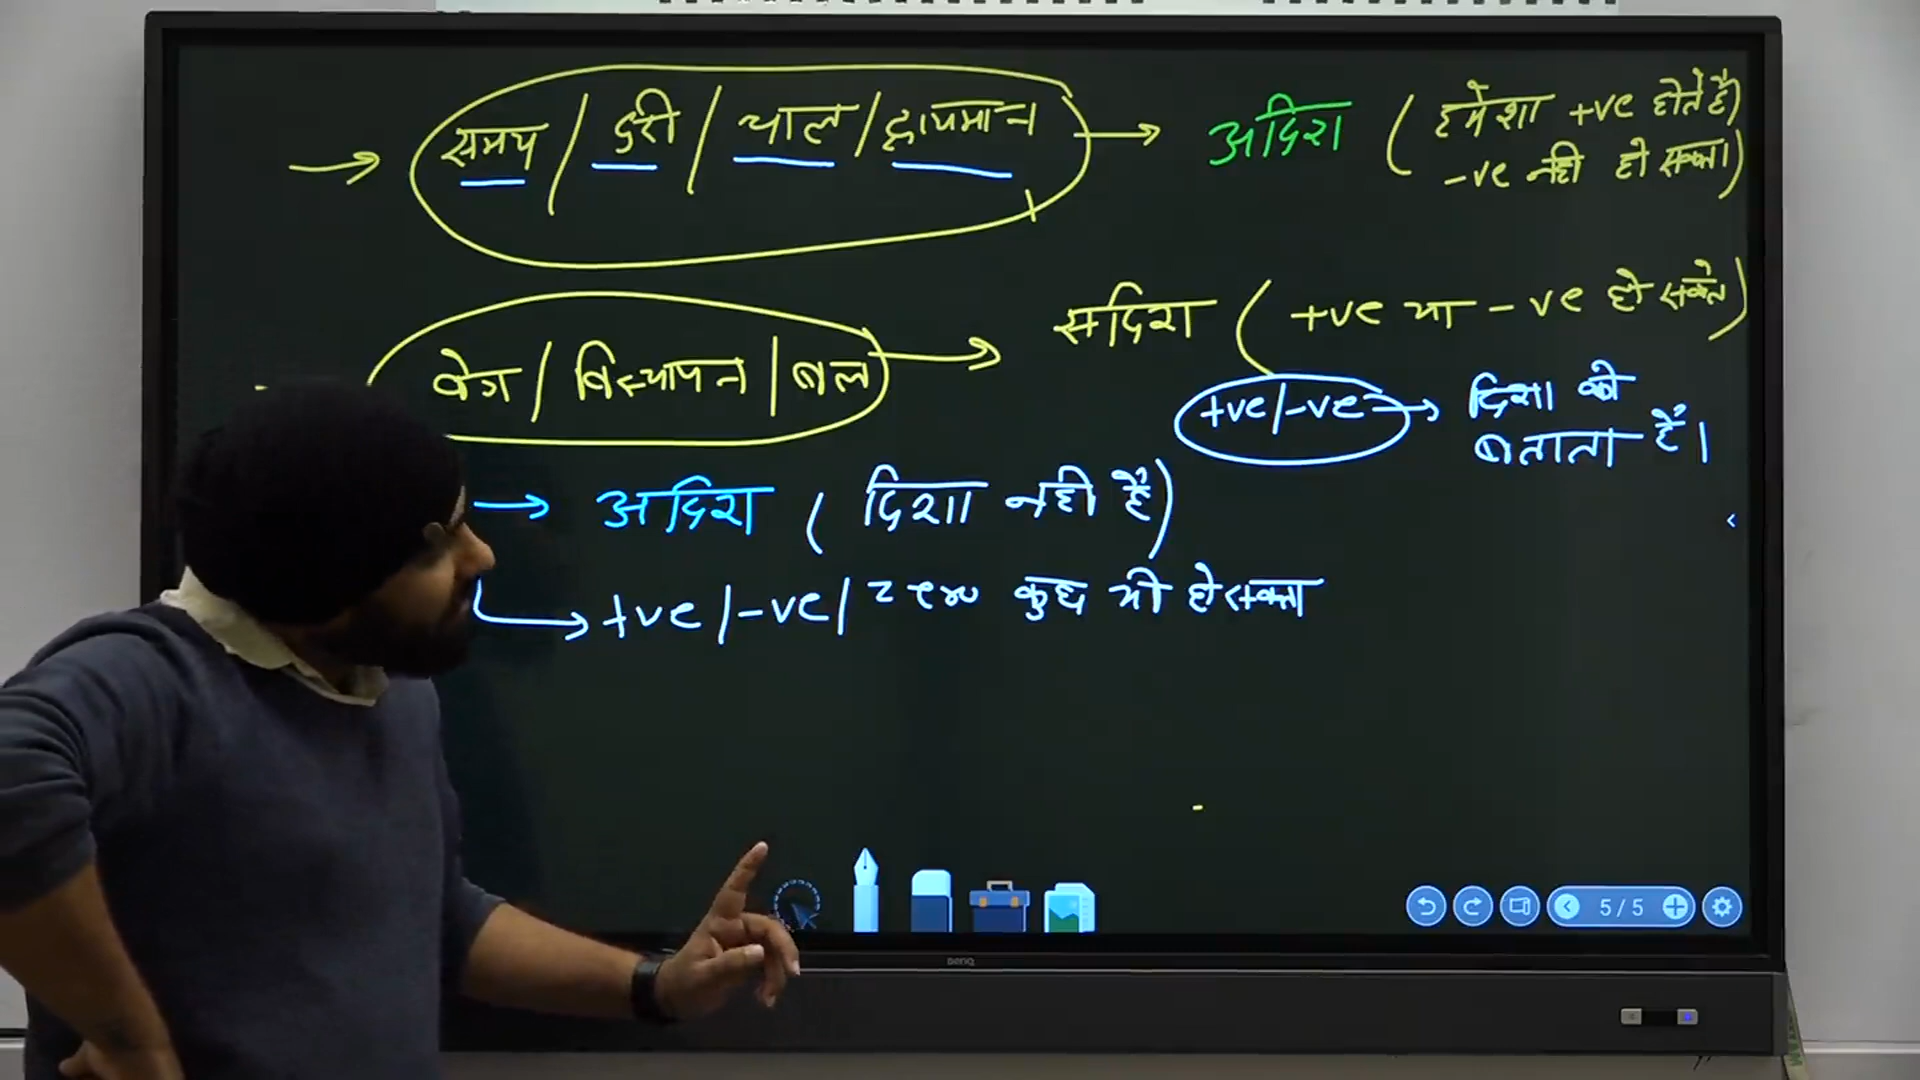 → समय / दूरी / चाल / द्रव्यमान → अदिश ( हमेशा +ve होते है
-ve नही हो सकता। )
वेग / विस्थापन | बल → सदिश ( +ve या -ve हो सकते )
+ve/-ve → दिशा को
बताता है।
→ अदिश ( दिशा नही है )
→ +ve / -ve / zero कुछ भी हो सकता
5/5
BenQ